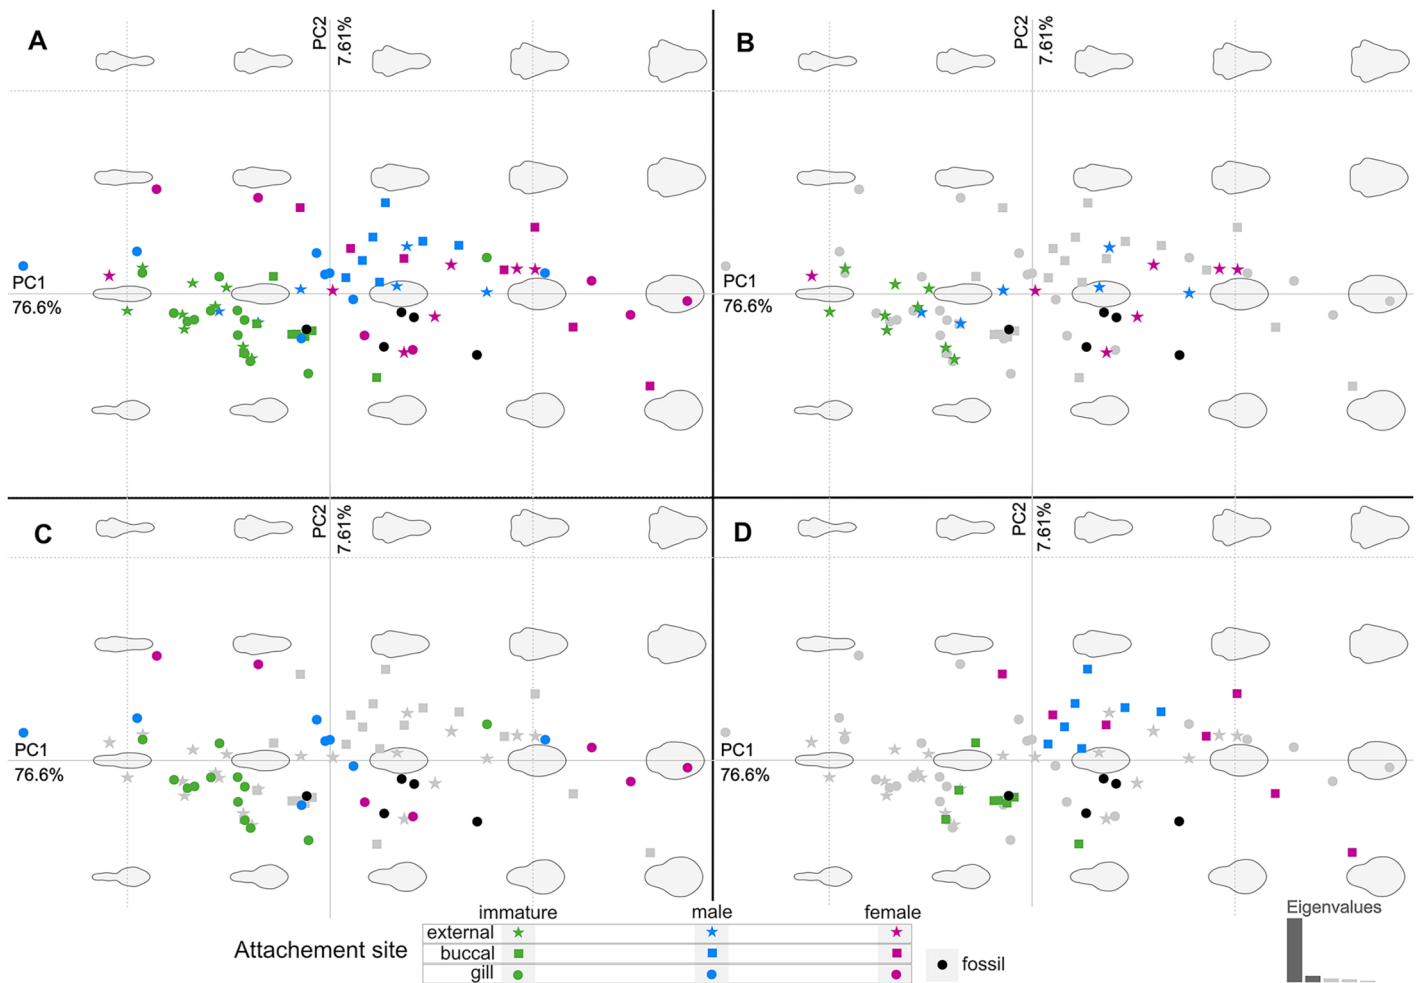 A
PC2
7.61%
PC1
76.6%
B
PC2
7.61%
PC1
76.6%
C
PC2
7.61%
PC1
76.6%
D
PC2
7.61%
PC1
76.6%
immature male female
Attachement site
external
buccal
gill
fossil
Eigenvalues